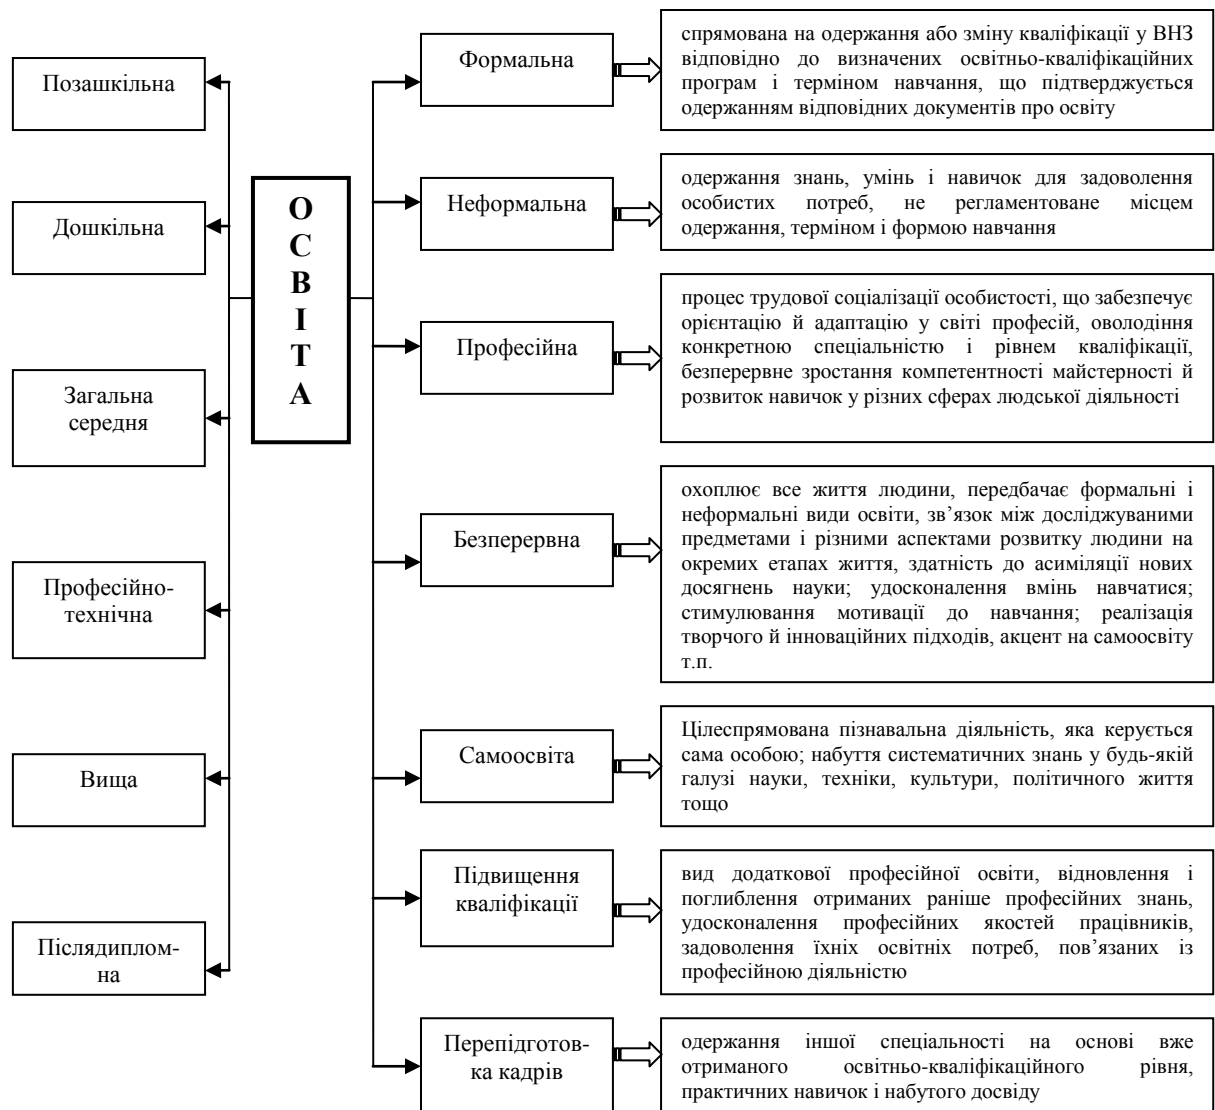 Позашкільна
Дошкільна
Загальна
середня
Професійно-
технічна
Вища
Післядиплом-
на
О
С
В
І
Т
А
Формальна
спрямована на одержання або зміну кваліфікації у ВНЗ
відповідно до визначених освітньо-кваліфікаційних
програм і терміном навчання, що підтверджується
одержанням відповідних документів про освіту
Неформальна
одержання знань, умінь і навичок для задоволення
особистих потреб, не регламентоване місцем
одержання, терміном і формою навчання
Професійна
процес трудової соціалізації особистості, що забезпечує
орієнтацію й адаптацію у світі професій, оволодіння
конкретною спеціальністю і рівнем кваліфікації,
безперервне зростання компетентності майстерності й
розвиток навичок у різних сферах людської діяльності
Безперервна
охоплює все життя людини, передбачає формальні і
неформальні види освіти, зв’язок між досліджуваними
предметами і різними аспектами розвитку людини на
окремих етапах життя, здатність до асиміляції нових
досягнень науки; удосконалення вмінь навчатися;
стимулювання мотивації до навчання; реалізація
творчого й інноваційних підходів, акцент на самоосвіту
т.п.
Самоосвіта
Цілеспрямована пізнавальна діяльність, яка керується
сама особою; набуття систематичних знань у будь-якій
галузі науки, техніки, культури, політичного життя
тощо
Підвищення
кваліфікації
вид додаткової професійної освіти, відновлення і
поглиблення отриманих раніше професійних знань,
удосконалення професійних якостей працівників,
задоволення їхніх освітніх потреб, пов’язаних із
професійною діяльністю
Перепідготов-
ка кадрів
одержання іншої спеціальності на основі вже
отриманого освітньо-кваліфікаційного рівня,
практичних навичок і набутого досвіду